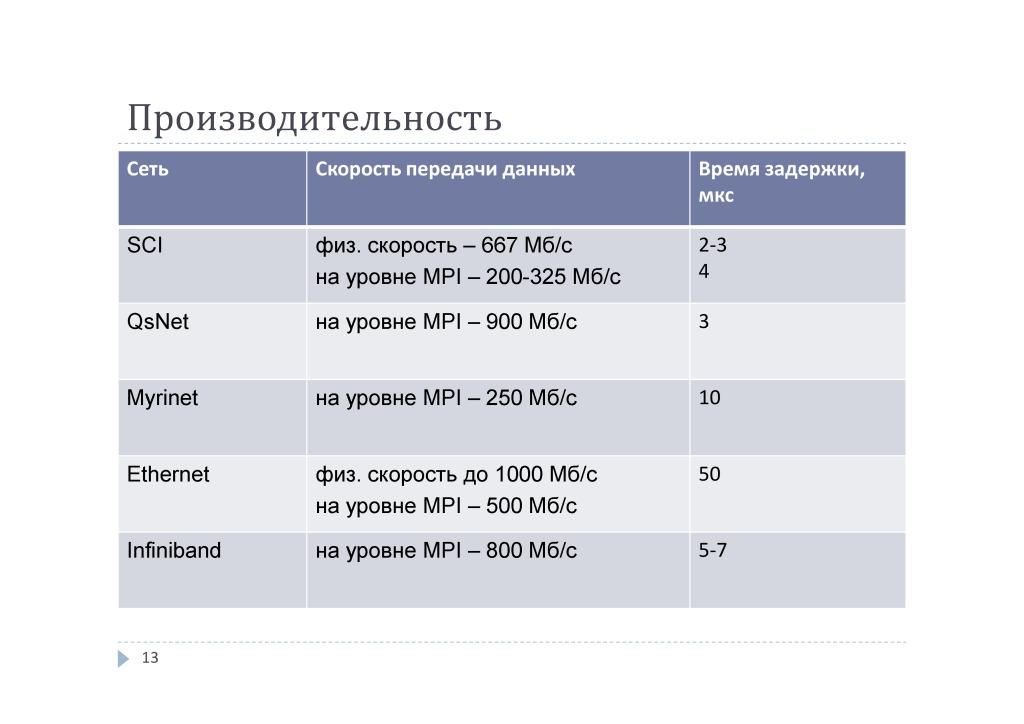 Производительность
Сеть
Скорость передачи данных
Время задержки,
мкс
SCI
физ. скорость – 667 Мб/с
на уровне MPI – 200-325 Мб/с
2-3
4
QsNet
на уровне MPI – 900 Мб/с
3
Myrinet
на уровне MPI – 250 Мб/с
10
Ethernet
физ. скорость до 1000 Мб/с
на уровне MPI – 500 Мб/с
50
Infiniband
на уровне MPI – 800 Мб/с
5-7
13